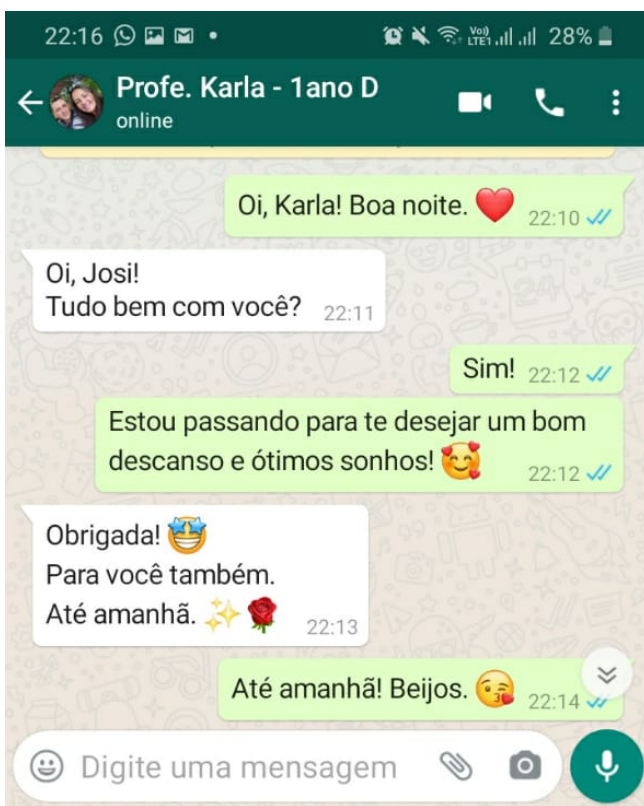 22:16 28%
Profe. Karla - 1ano D
online
Oi, Karla! Boa noite. ❤️ 22:10
Oi, Josi!
Tudo bem com você? 22:11
Sim! 22:12
Estou passando para te desejar um bom
descanso e ótimos sonhos! 🥰 22:12
Obrigada! 🤩
Para você também.
Até amanhã. ✨🌹 22:13
Até amanhã! Beijos. 😘 22:14
Digite uma mensagem